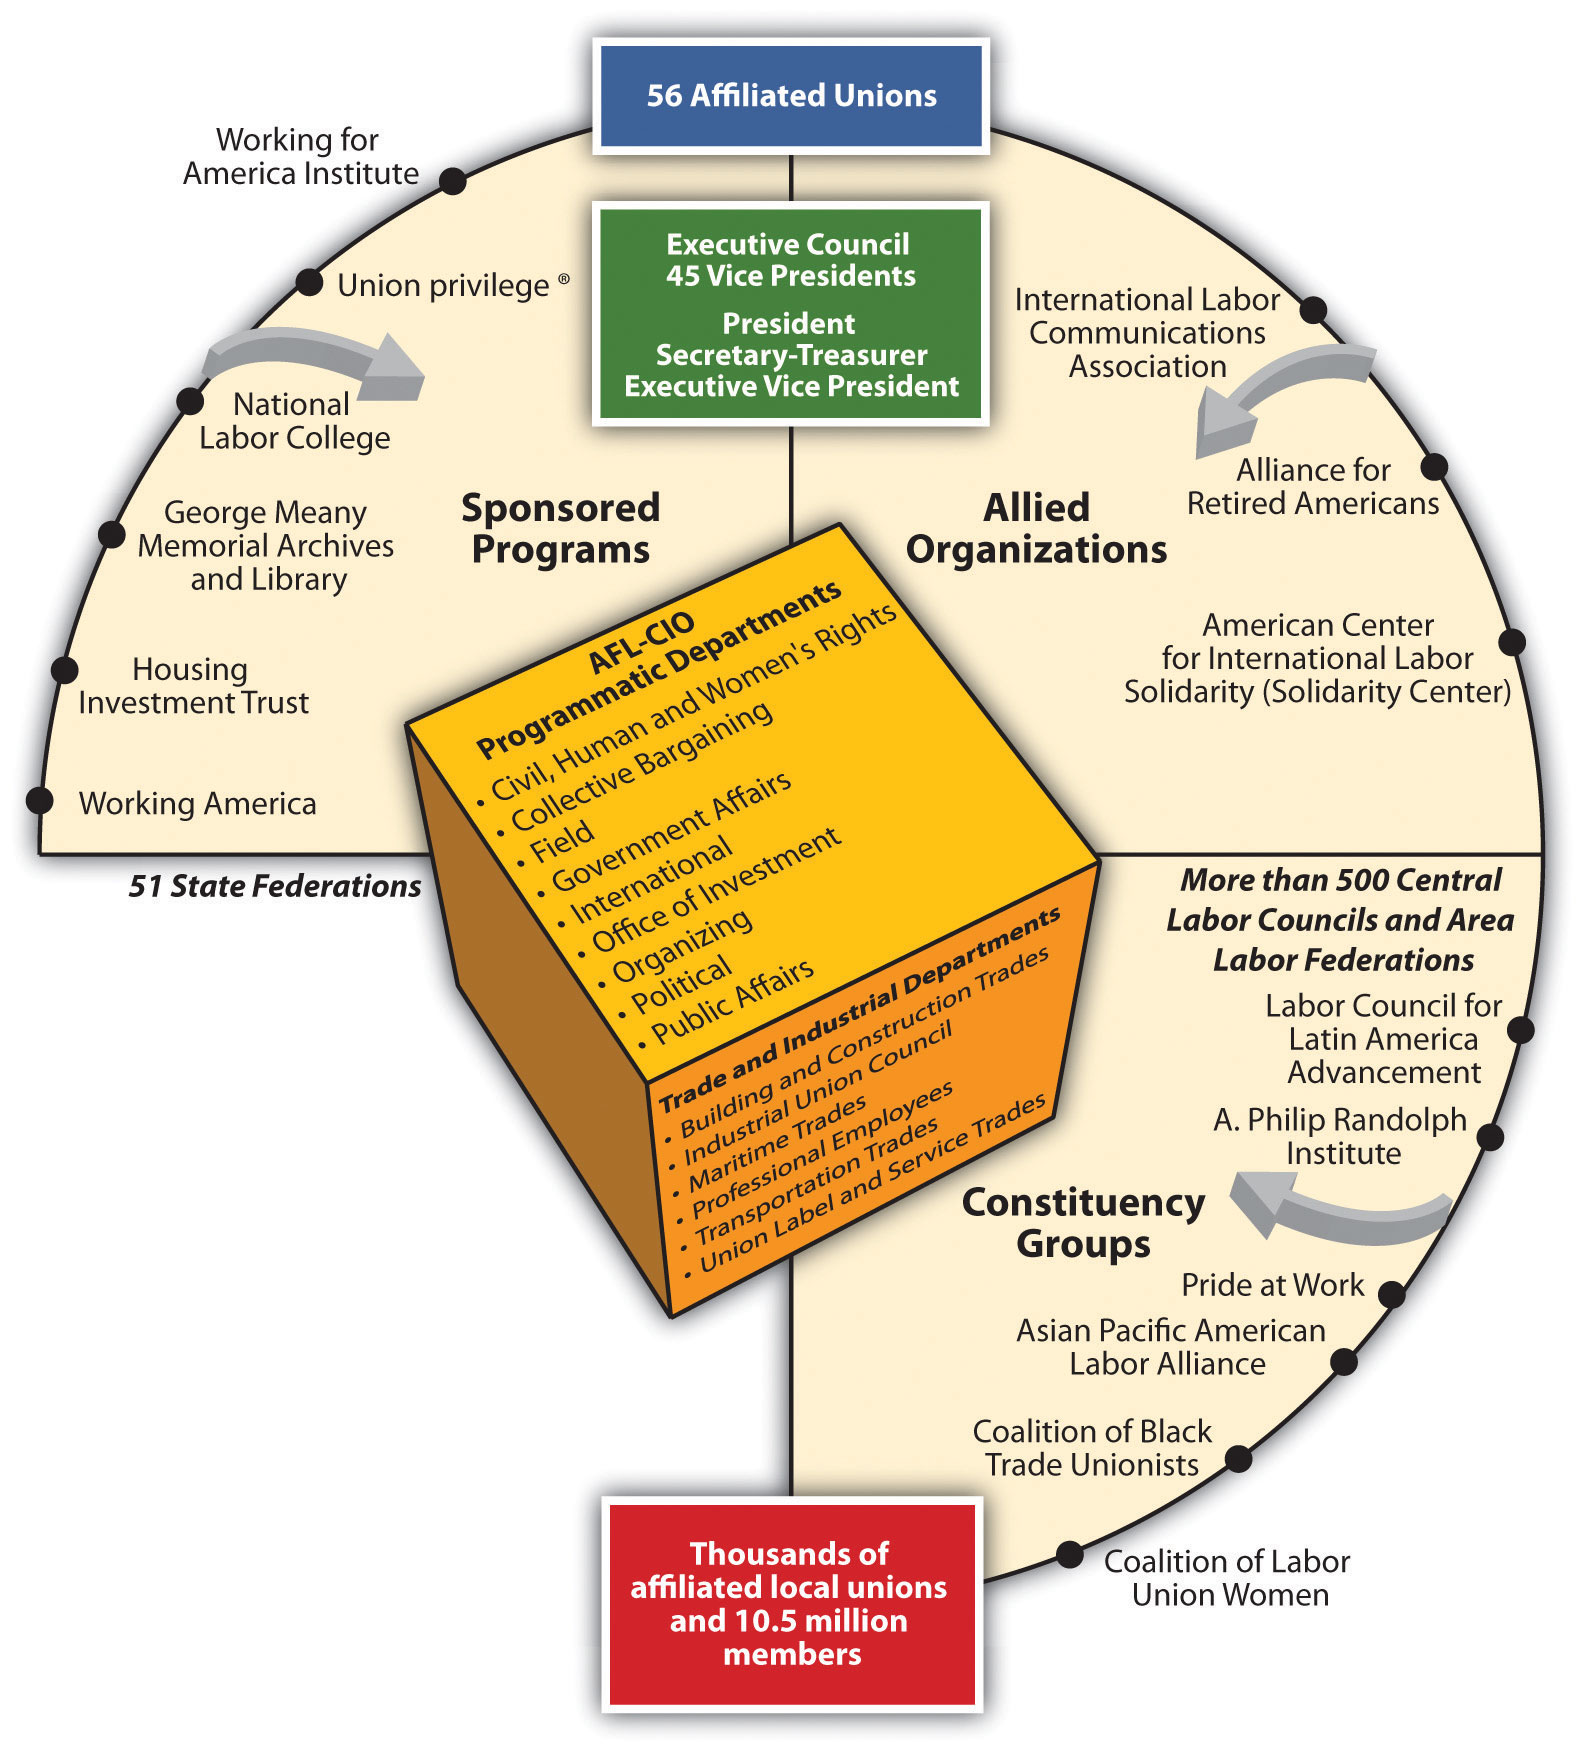 56 Affiliated Unions
Executive Council
45 Vice Presidents
President
Secretary-Treasurer
Executive Vice President
Working for
America Institute
Union privilege ®
National
Labor College
George Meany
Memorial Archives
and Library
Housing
Investment Trust
Working America
Sponsored
Programs
51 State Federations
International Labor
Communications
Association
Alliance for
Retired Americans
Allied
Organizations
American Center
for International Labor
Solidarity (Solidarity Center)
AFL-CIO
Programmatic Departments
• Civil, Human and Women's Rights
• Collective Bargaining
• Field
• Government Affairs
• International
• Office of Investment
• Organizing
• Political
• Public Affairs
Trade and Industrial Departments
• Building and Construction Trades
• Industrial Union Council
• Maritime Trades
• Professional Employees
• Transportation Trades
• Union Label and Service Trades
More than 500 Central
Labor Councils and Area
Labor Federations
Labor Council for
Latin America
Advancement
A. Philip Randolph
Institute
Constituency
Groups
Pride at Work
Asian Pacific American
Labor Alliance
Coalition of Black
Trade Unionists
Coalition of Labor
Union Women
Thousands of
affiliated local unions
and 10.5 million
members